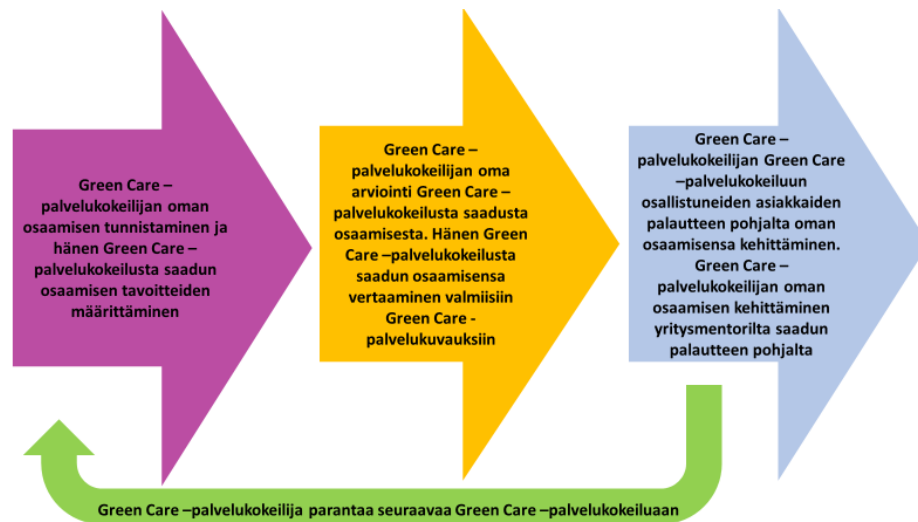 Green Care –
palvelukokeilijan oman
osaamisen tunnistaminen ja
hänen Green Care –
palvelukokeilusta saadun
osaamisen tavoitteiden
määrittäminen
Green Care –
palvelukokeilijan oma
arviointi Green Care –
palvelukokeilusta saadusta
osaamisesta. Hänen Green
Care –palvelukokeilusta
saadun osaamisensa
vertaaminen valmiisiin
Green Care -
palvelukuvauksiin
Green Care –
palvelukokeilijan Green Care
–palvelukokeiluun
osallistuneiden asiakkaiden
palautteen pohjalta oman
osaamisensa kehittäminen.
Green Care –
palvelukokeilijan oman
osaamisen kehittäminen
yritysmentorilta saadun
palautteen pohjalta
Green Care –palvelukokeilija parantaa seuraavaa Green Care –palvelukokeiluaan